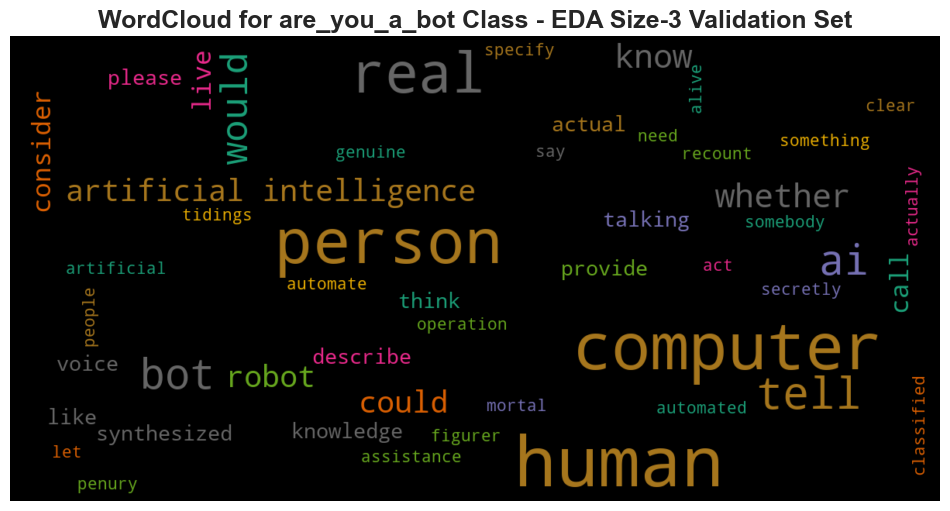 WordCloud for are_you_a_bot Class - EDA Size-3 Validation Set
specify
real
know
please
live
would
alive
clear
consider
actual
need
something
genuine
say
recount
artificial intelligence
whether
actually
tidings
talking
somebody
person
ai
artificial
provide
act
call
automate
secretly
think
people
operation
computer
voice
describe
bot
robot
tell
could
mortal
automated
classified
like
synthesized
knowledge
figurer
human
let
assistance
penury